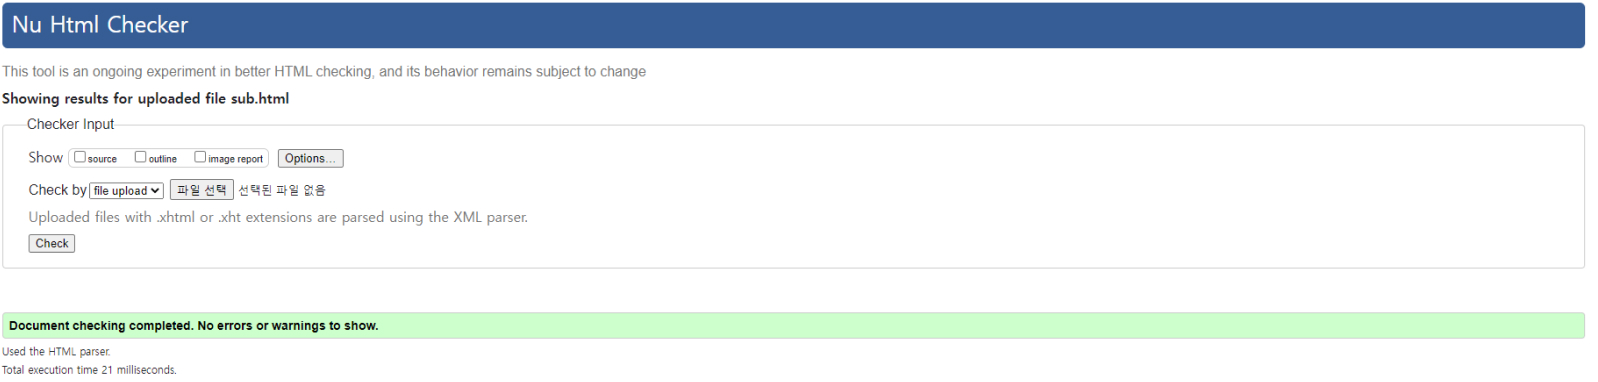 Nu Html Checker
This tool is an ongoing experiment in better HTML checking, and its behavior remains subject to change
Showing results for uploaded file sub.html
Checker Input
Show source outline image report Options...
Check by file upload 파일 선택 선택된 파일 없음
Uploaded files with .xhtml or .xht extensions are parsed using the XML parser.
Check
Document checking completed. No errors or warnings to show.
Used the HTML parser.
Total execution time 21 milliseconds.